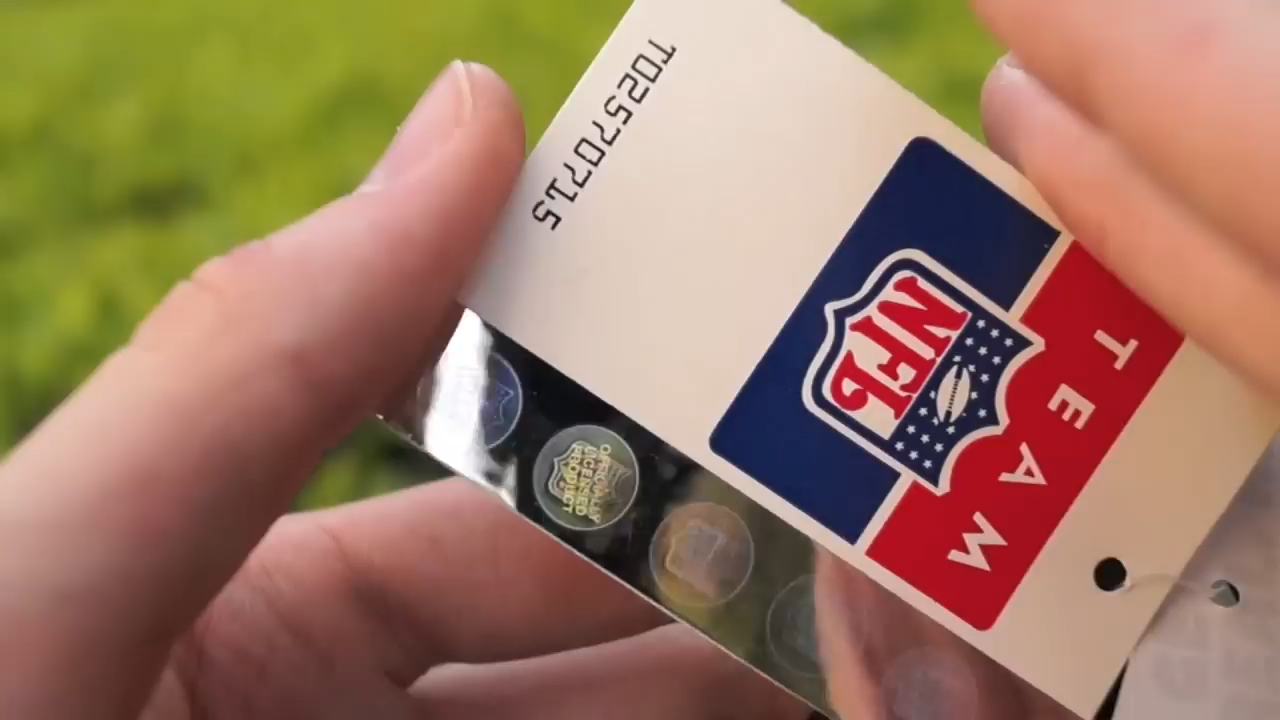 TEAM
NFL
T02570715
OFFICIALLY
LICENSED
PRODUCT